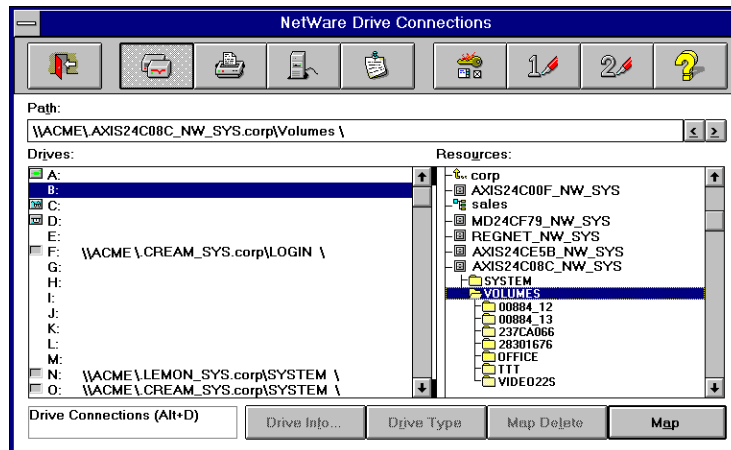 NetWare Drive Connections
1 2 ?
Path:
\\ACME\.AXIS24C08C_NW_SYS.corp\Volumes \
< >
Drives:
A:
B:
C:
D:
E:
F: \\ACME\.CREAM_SYS.corp\LOGIN \
G:
H:
I:
J:
K:
L:
M:
N: \\ACME\.LEMON_SYS.corp\SYSTEM \
O: \\ACME\.CREAM_SYS.corp\SYSTEM \
Resources:
corp
AXIS24C00F_NW_SYS
sales
MD24CF79_NW_SYS
REGNET_NW_SYS
AXIS24CE5B_NW_SYS
AXIS24C08C_NW_SYS
SYSTEM
VOLUMES
00884_12
00884_13
237CA066
28301676
OFFICE
TTT
VIDEO22S
Drive Connections (Alt+D)
Drive Info...
Drive Type
Map Delete
Map